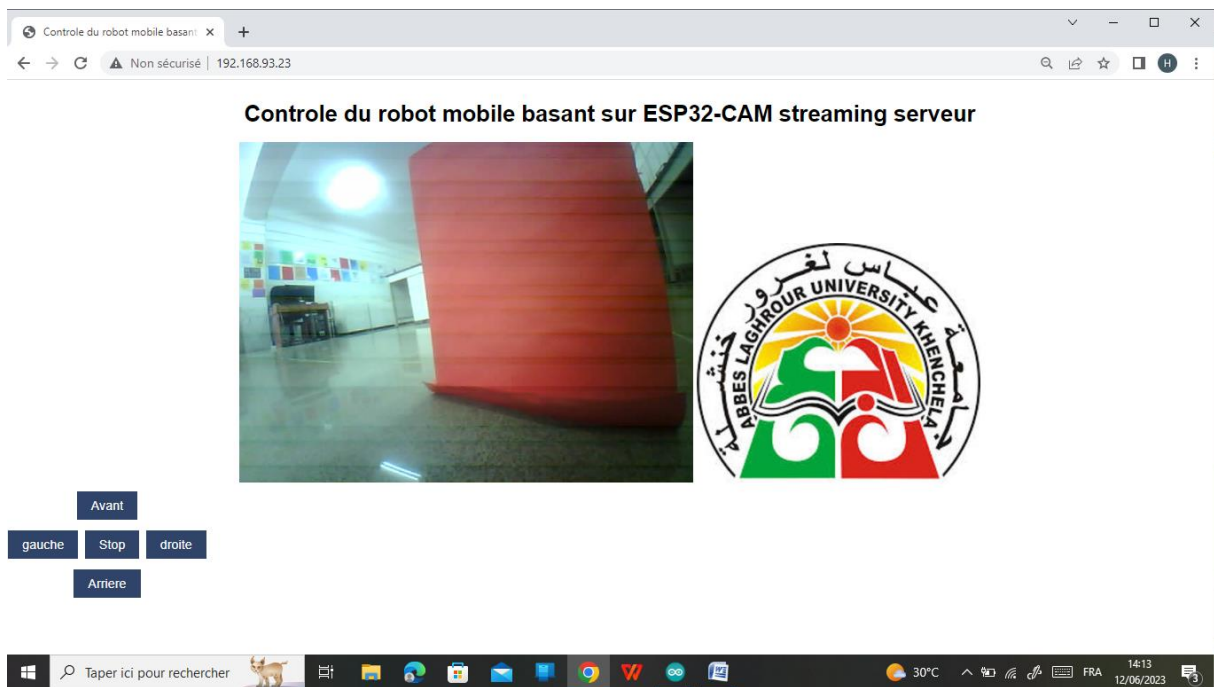 Controle du robot mobile basant
Non sécurisé | 192.168.93.23
H
Controle du robot mobile basant sur ESP32-CAM streaming serveur
جامعة عباس لغرور خنشلة
ABBES LAGHROUR UNIVERSITY KHENCHELA
Avant
gauche Stop droite
Arriere
Taper ici pour rechercher
30°C FRA 14:13
12/06/2023
3